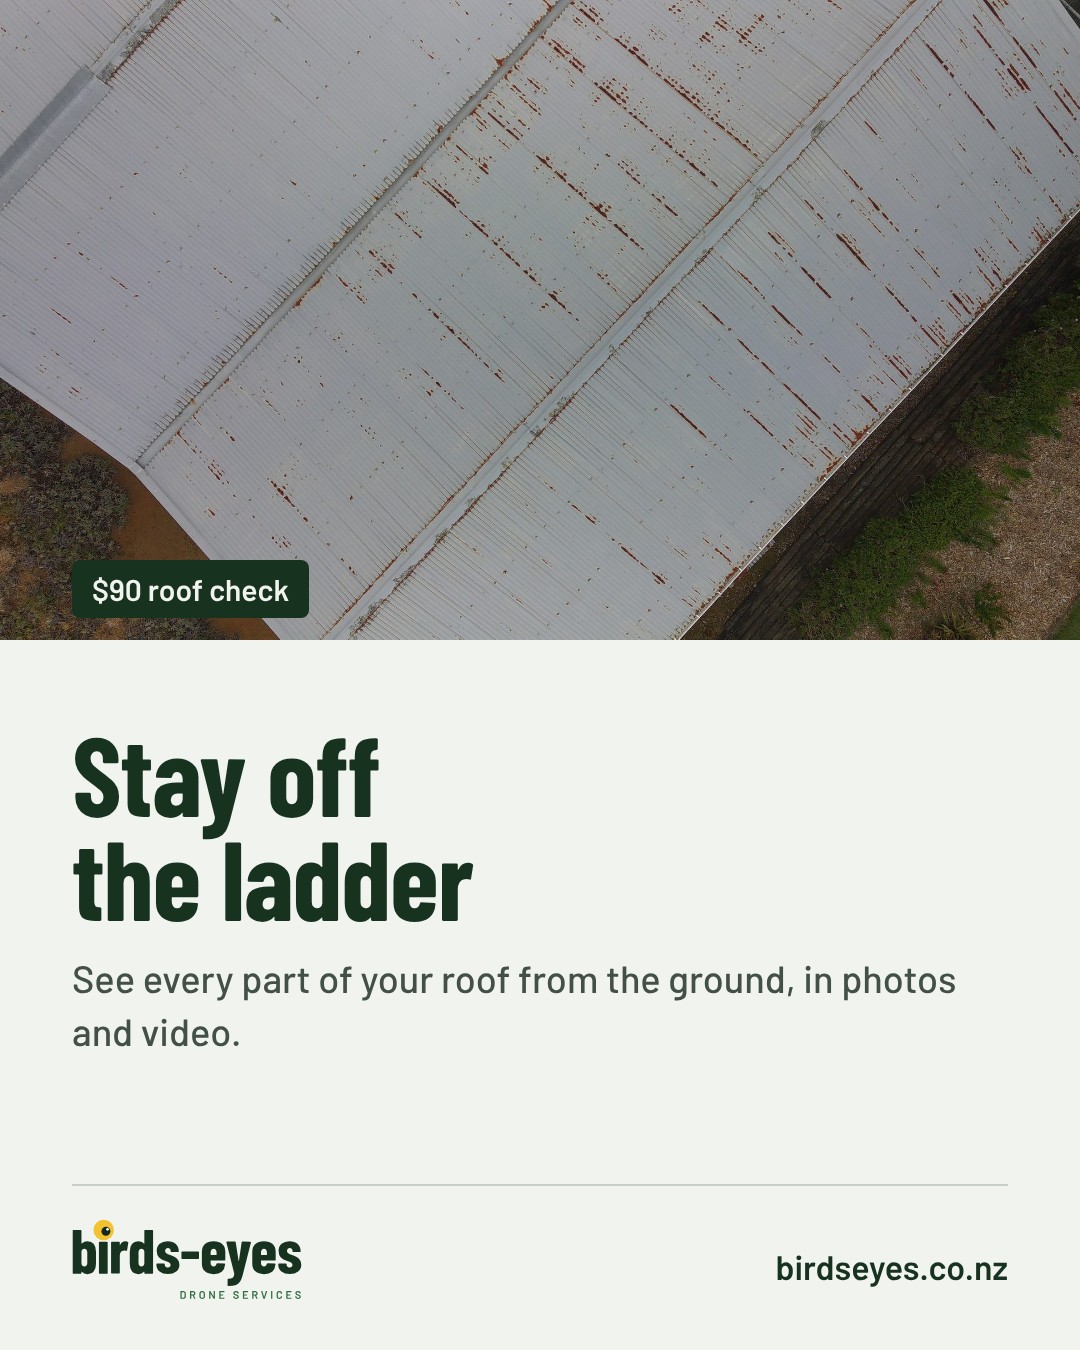 $90 roof check
Stay off
the ladder
See every part of your roof from the ground, in photos
and video.
birds-eyes
DRONE SERVICES
birdseyes.co.nz